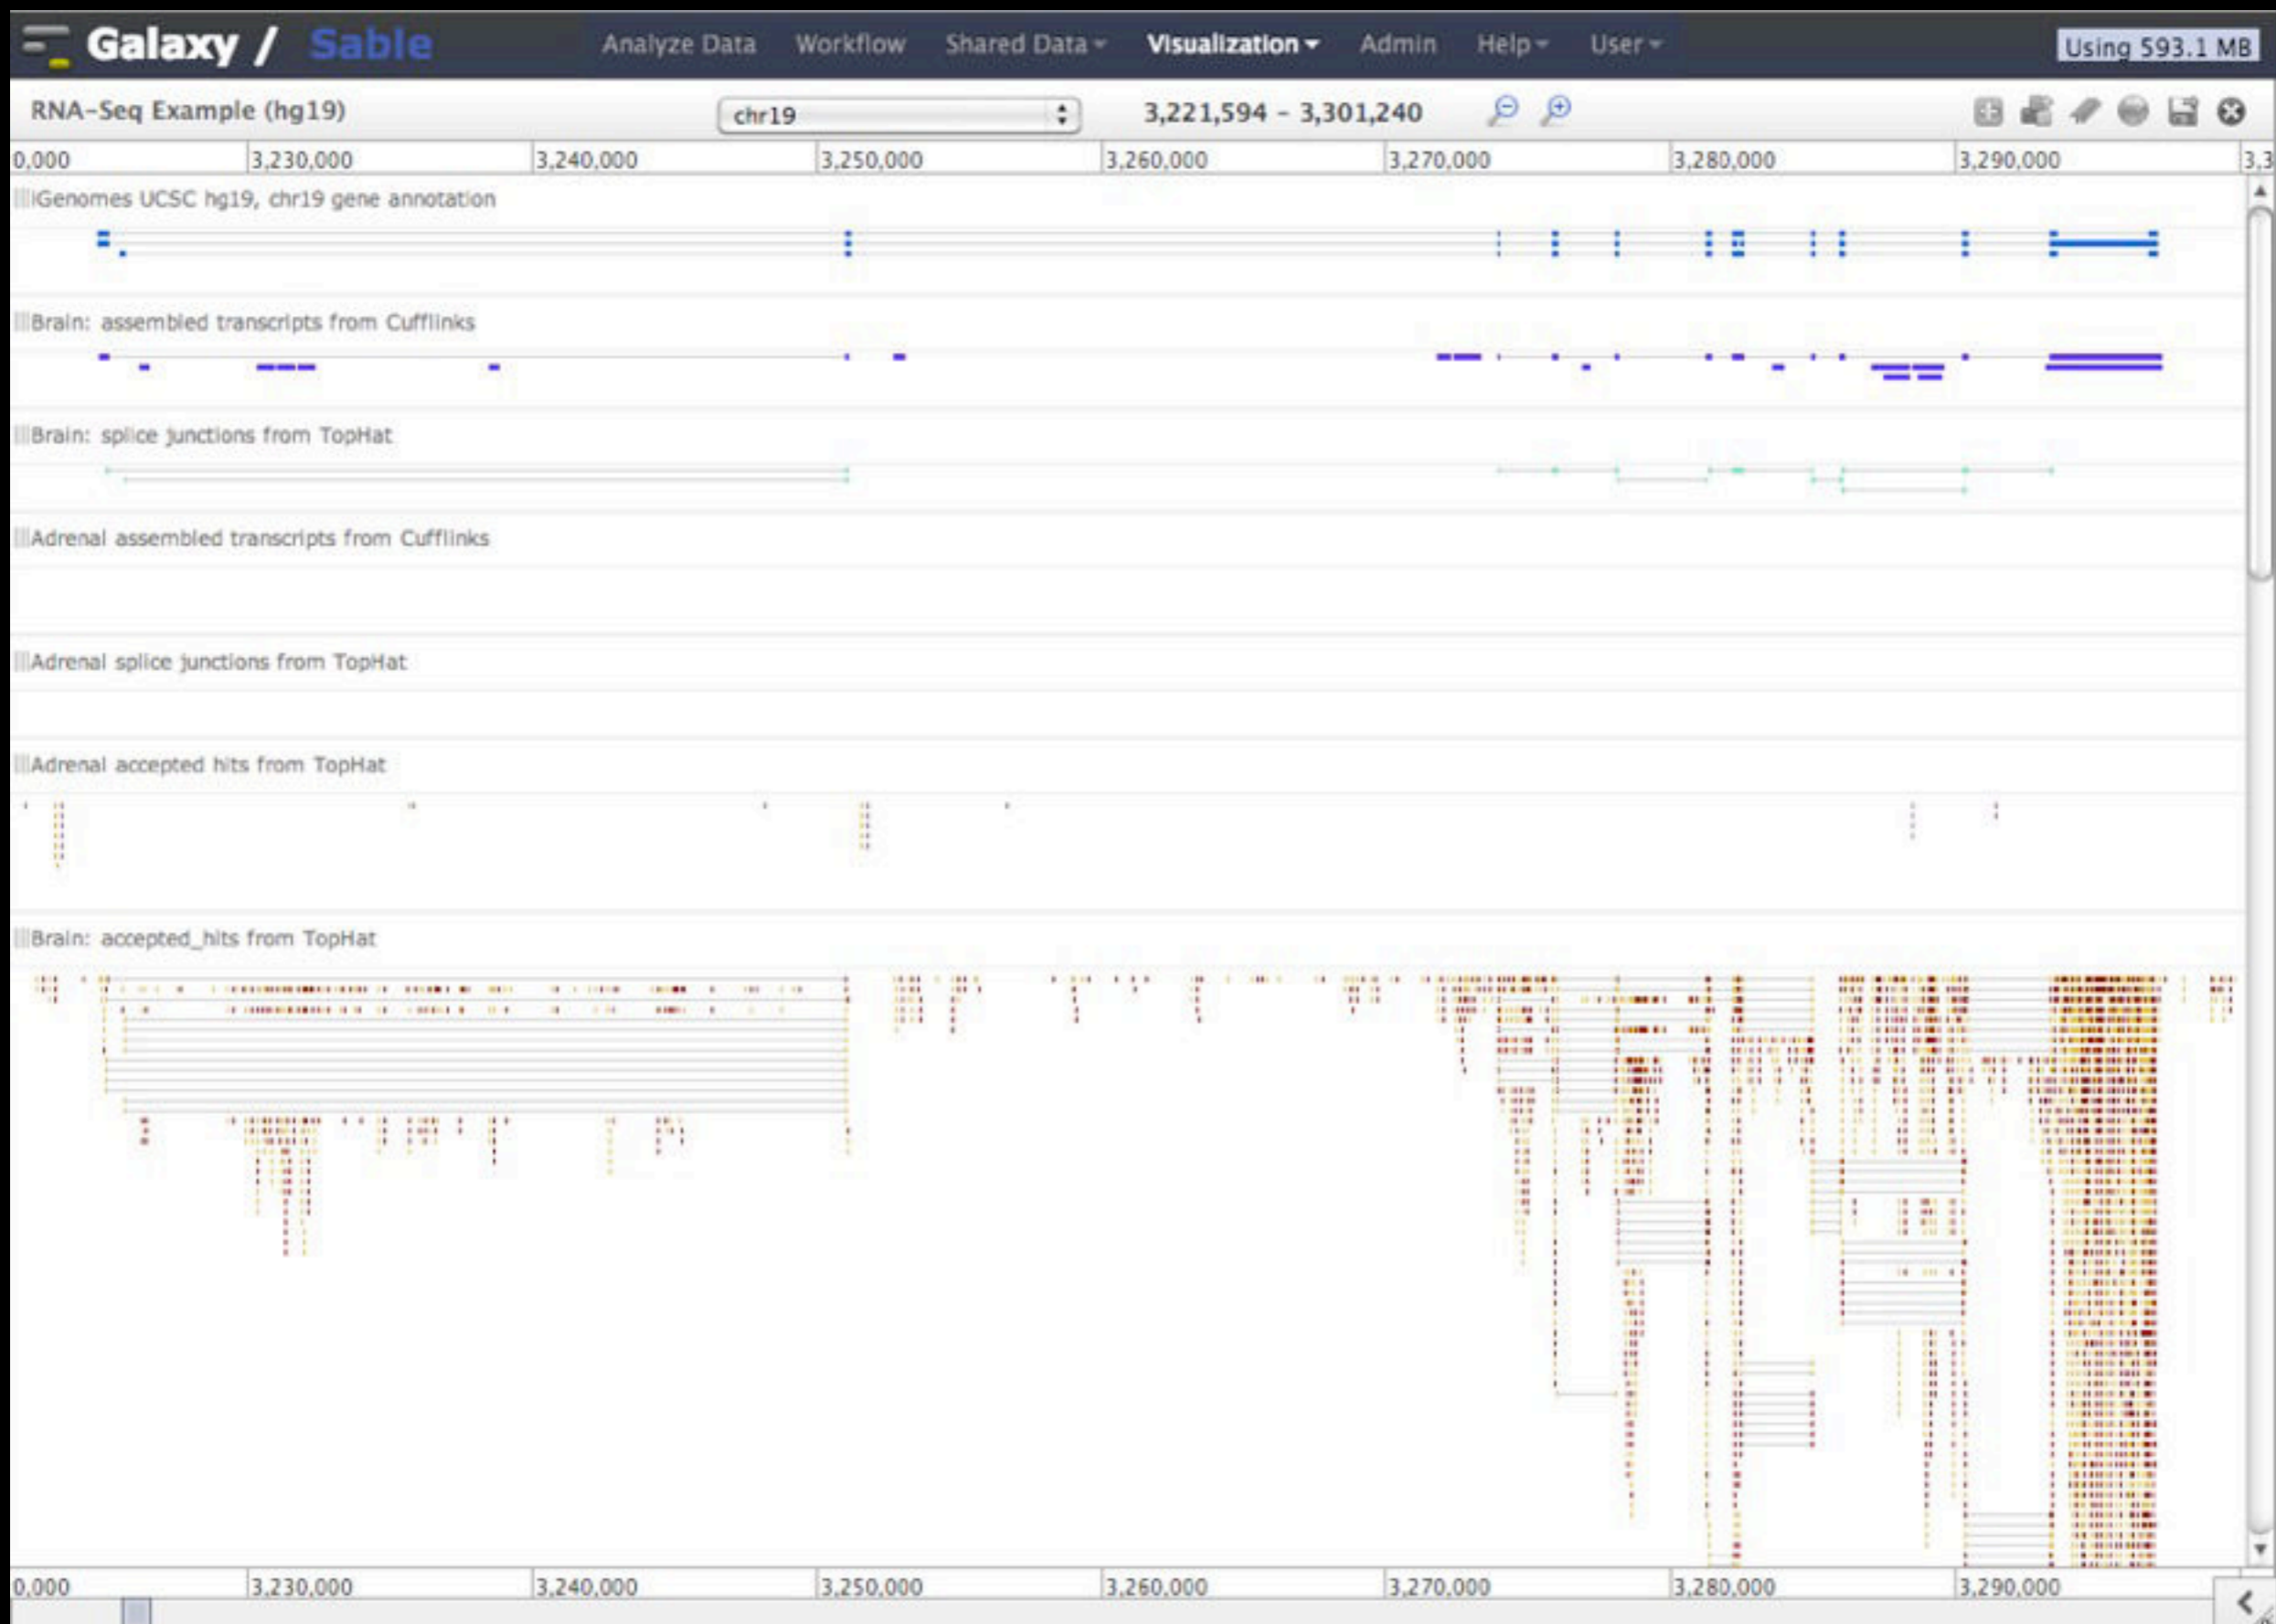 Galaxy / Sable Analyze Data Workflow Shared Data Visualization Admin Help User Using 593.1 MB
RNA-Seq Example (hg19) chr19 3,221,594 - 3,301,240
0,000 3,230,000 3,240,000 3,250,000 3,260,000 3,270,000 3,280,000 3,290,000 3,3
iGenomes UCSC hg19, chr19 gene annotation
Brain: assembled transcripts from Cufflinks
Brain: splice junctions from TopHat
Adrenal assembled transcripts from Cufflinks
Adrenal splice junctions from TopHat
Adrenal accepted hits from TopHat
Brain: accepted_hits from TopHat
0,000 3,230,000 3,240,000 3,250,000 3,260,000 3,270,000 3,280,000 3,290,000